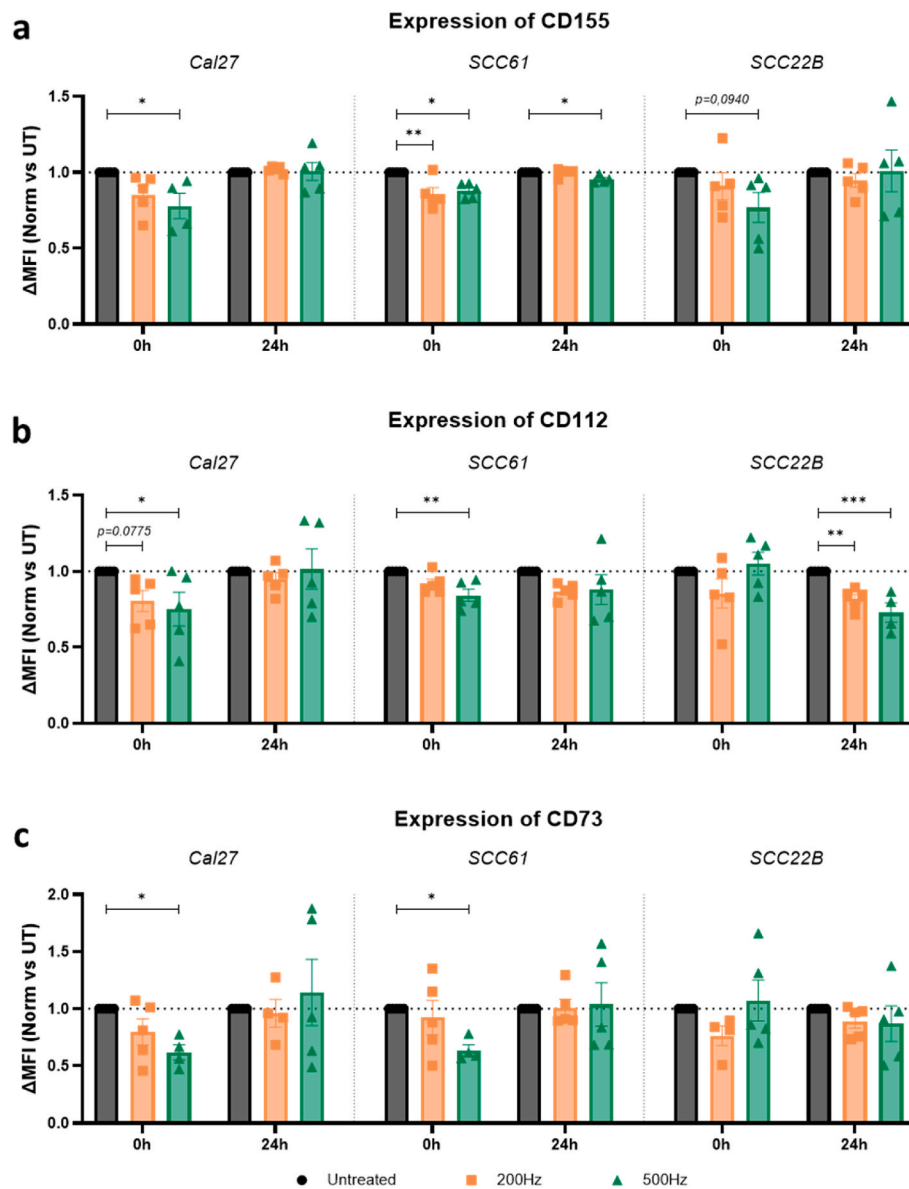 a
Expression of CD155
Cal27 SCC61 SCC22B
ΔMFI (Norm vs UT)
1.5
1.0
0.5
0.0
*
*
**
*
p=0,0940
0h 24h 0h 24h 0h 24h
b
Expression of CD112
Cal27 SCC61 SCC22B
ΔMFI (Norm vs UT)
1.5
1.0
0.5
0.0
*
p=0.0775
**
***
**
0h 24h 0h 24h 0h 24h
c
Expression of CD73
Cal27 SCC61 SCC22B
ΔMFI (Norm vs UT)
2.0
1.5
1.0
0.5
0.0
*
*
0h 24h 0h 24h 0h 24h
Untreated 200Hz 500Hz